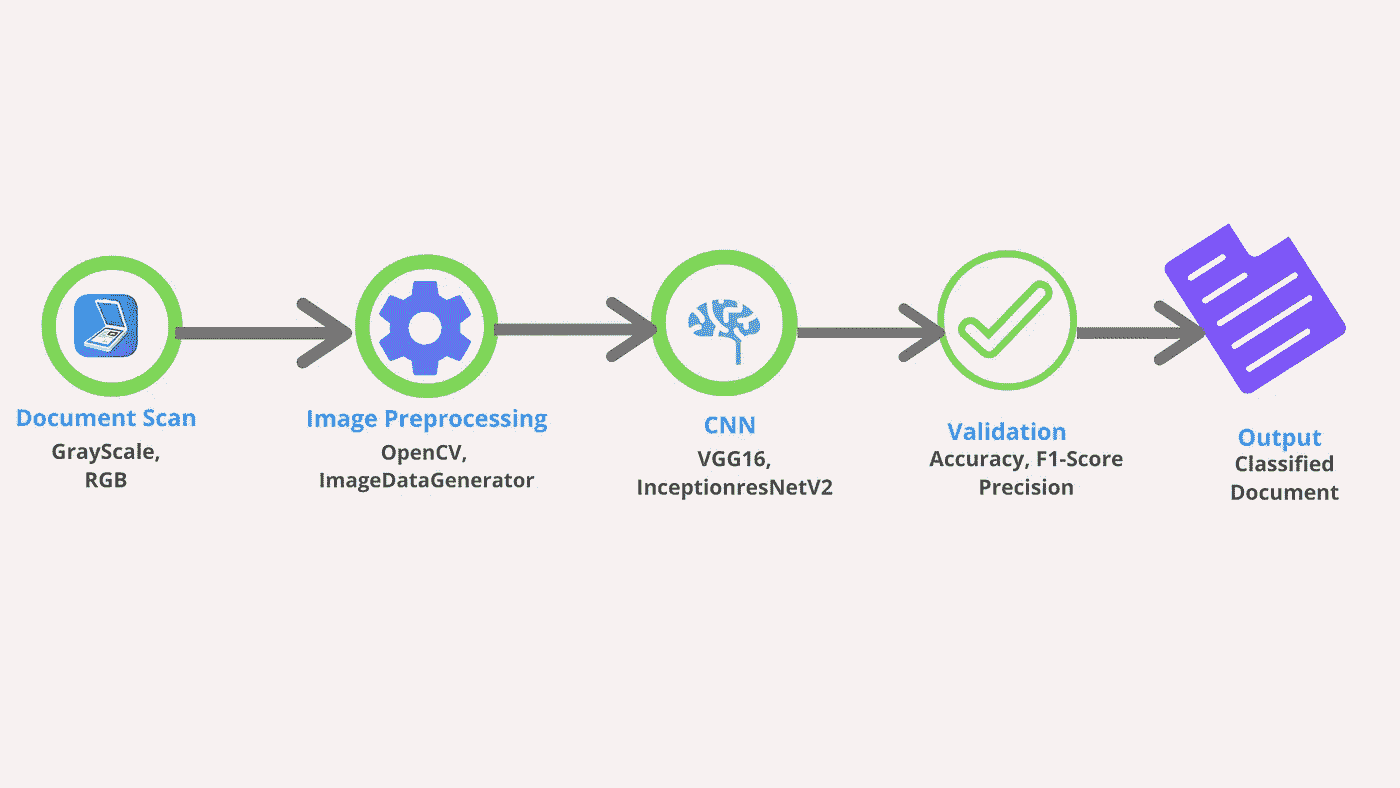 Document Scan
GrayScale,
RGB
Image Preprocessing
OpenCV,
ImageDataGenerator
CNN
VGG16,
InceptionresNetV2
Validation
Accuracy, F1-Score
Precision
Output
Classified
Document